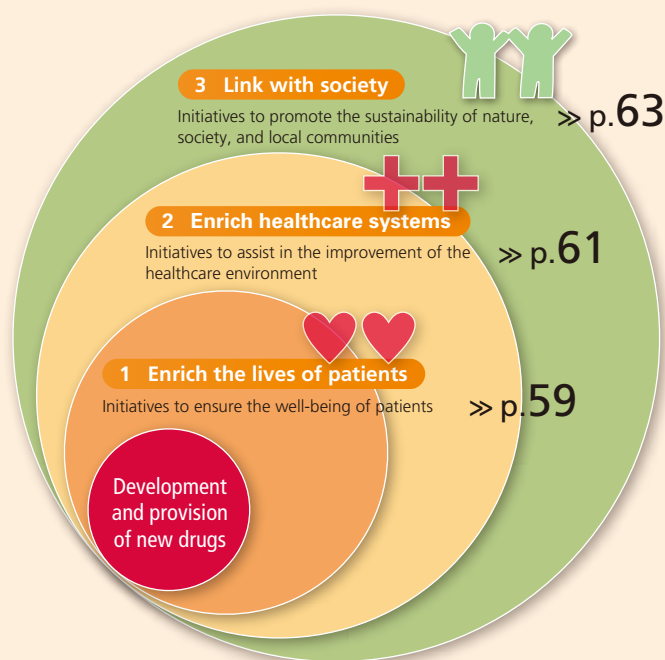 3 Link with society
Initiatives to promote the sustainability of nature,
society, and local communities
≫ p.63
2 Enrich healthcare systems
Initiatives to assist in the improvement of the
healthcare environment
≫ p.61
1 Enrich the lives of patients
Initiatives to ensure the well-being of patients
≫ p.59
Development
and provision
of new drugs